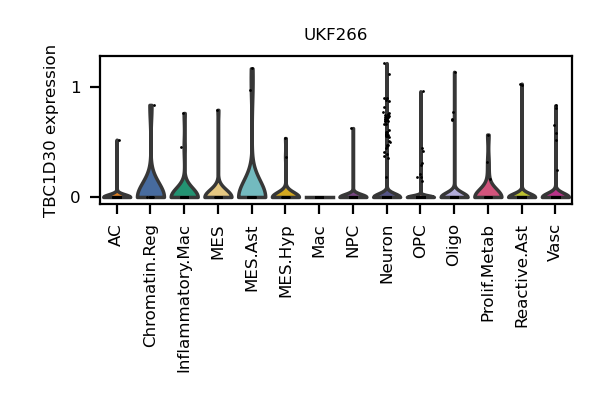 UKF266
TBC1D30 expression
1
0
AC
Chromatin.Reg
Inflammatory.Mac
MES
MES.Ast
MES.Hyp
Mac
NPC
Neuron
OPC
Oligo
Prolif.Metab
Reactive.Ast
Vasc